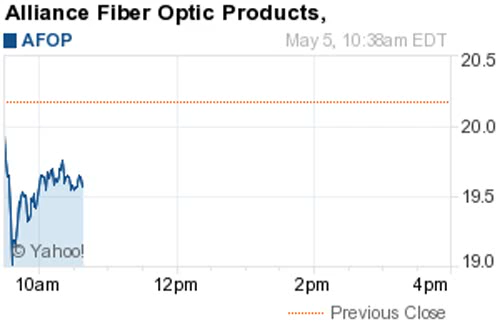 Alliance Fiber Optic Products,
AFOP
May 5, 10:38am EDT
20.5
20.0
19.5
19.0
© Yahoo!
10am 12pm 2pm 4pm
Previous Close